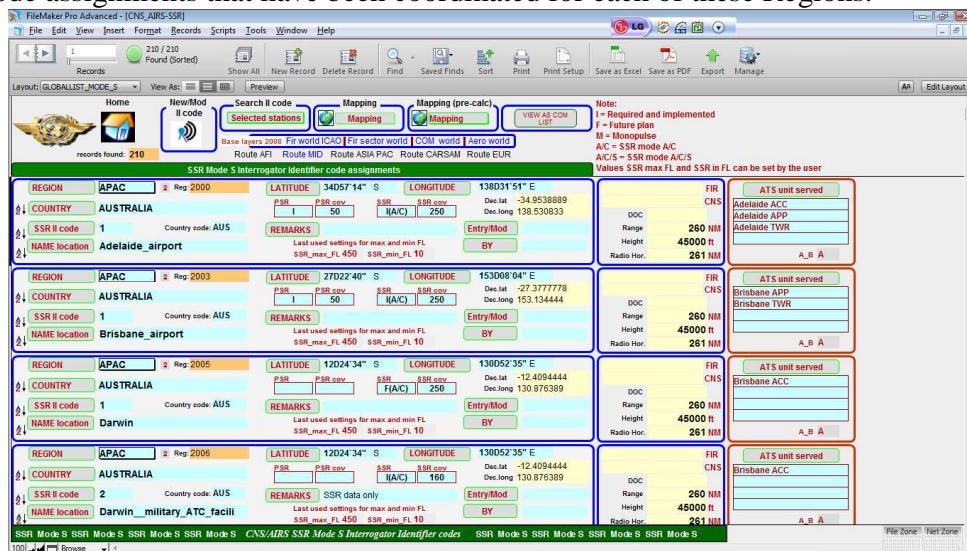 ode assignments that have been coordinated for each of these Regions.
FileMaker Pro Advanced - [CNS_AIRS-SSR]
File Edit View Insert Format Records Scripts Tools Window Help
LG
1
210 / 210
Found (Sorted)
Records
Show All New Record Delete Record Find Saved Finds Sort Print Print Setup Save as Excel Save as PDF Export Manage
Layout: GLOBALLIST_MODE_S View As: Preview Aa Edit Layout
Home
New/Mod
II code
Search II code
Selected stations
Mapping
Mapping
Mapping (pre-calc)
Mapping
VIEW AS COM
LIST
Note:
I = Required and implemented
F = Future plan
M = Monopulse
A/C = SSR mode A/C
A/C/S = SSR mode A/C/S
Values SSR max FL and SSR in FL can be set by the user
Base layers 2008 Fir world ICAO Fir sector world COM world Aero world
records found: 210
Route AFI Route MID Route ASIA PAC Route CARSAM Route EUR
SSR Mode S Interrogator Identifier code assignments
REGION APAC 2 Reg: 2000 LATITUDE 34D57'14" S LONGITUDE 138D31'51" E FIR ATS unit served
COUNTRY AUSTRALIA PSR PSR cov SSR SSR cov Dec.lat -34.9538889 CNS Adelaide ACC
I 50 I(A/C) 250 Dec.long 138.530833 DOC Adelaide APP
SSR II code 1 Country code: AUS REMARKS Entry/Mod Range 260 NM Adelaide TWR
NAME location Adelaide_airport Last used settings for max and min FL BY Height 45000 ft
SSR_max_FL 450 SSR_min_FL 10 Radio Hor. 261 NM A_B A
REGION APAC 2 Reg: 2003 LATITUDE 27D22'40" S LONGITUDE 153D08'04" E FIR ATS unit served
COUNTRY AUSTRALIA PSR PSR cov SSR SSR cov Dec.lat -27.3777778 CNS Brisbane APP
I 50 I(A/C) 250 Dec.long 153.134444 DOC Brisbane TWR
SSR II code 1 Country code: AUS REMARKS Entry/Mod Range 260 NM
NAME location Brisbane_airport Last used settings for max and min FL BY Height 45000 ft
SSR_max_FL 450 SSR_min_FL 10 Radio Hor. 261 NM A_B A
REGION APAC 2 Reg: 2005 LATITUDE 12D24'34" S LONGITUDE 130D52'35" E FIR ATS unit served
COUNTRY AUSTRALIA PSR PSR cov SSR SSR cov Dec.lat -12.4094444 CNS Brisbane ACC
F(A/C) 250 Dec.long 130.876389 DOC
SSR II code 1 Country code: AUS REMARKS Entry/Mod Range 260 NM
NAME location Darwin Last used settings for max and min FL BY Height 45000 ft
SSR_max_FL 450 SSR_min_FL 10 Radio Hor. 261 NM A_B A
REGION APAC 2 Reg: 2006 LATITUDE 12D24'34" S LONGITUDE 130D52'35" E FIR ATS unit served
COUNTRY AUSTRALIA PSR PSR cov SSR SSR cov Dec.lat -12.4094444 CNS Brisbane ACC
I(A/C) 160 Dec.long 130.876389 DOC
SSR II code 2 Country code: AUS REMARKS SSR data only Entry/Mod Range 260 NM
NAME location Darwin__military_ATC_facili Last used settings for max and min FL BY Height 45000 ft
SSR_max_FL 450 SSR_min_FL 10 Radio Hor. 261 NM A_B A
SSR Mode S SSR Mode S SSR Mode S SSR Mode S CNS/AIRS SSR Mode S Interrogator Identifier codes SSR Mode S SSR Mode S SSR Mode S SSR Mode S
File Zone Net Zone
100 Browse